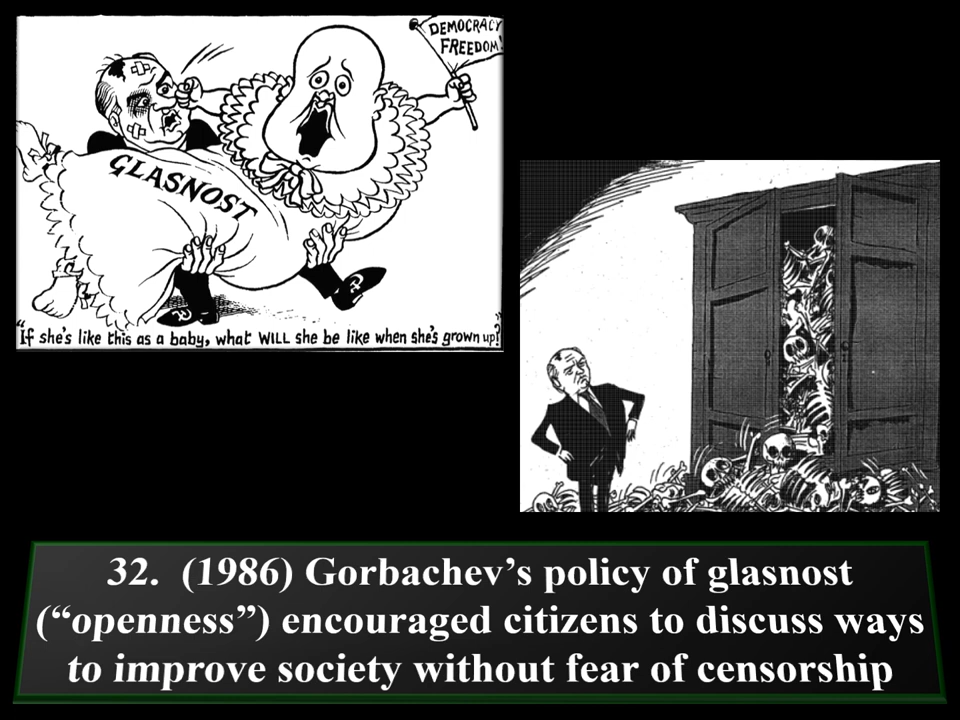 DEMOCRACY
FREEDOM!
GLASNOST
"If she's like this as a baby, what WILL she be like when she's grown up?"
32. (1986) Gorbachev’s policy of glasnost
(“openness”) encouraged citizens to discuss ways
to improve society without fear of censorship